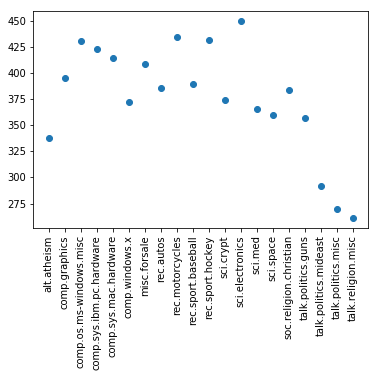 450
425
400
375
350
325
300
275
alt.atheism
comp.graphics
comp.os.ms-windows.misc
comp.sys.ibm.pc.hardware
comp.sys.mac.hardware
comp.windows.x
misc.forsale
rec.autos
rec.motorcycles
rec.sport.baseball
rec.sport.hockey
sci.crypt
sci.electronics
sci.med
sci.space
soc.religion.christian
talk.politics.guns
talk.politics.mideast
talk.politics.misc
talk.religion.misc